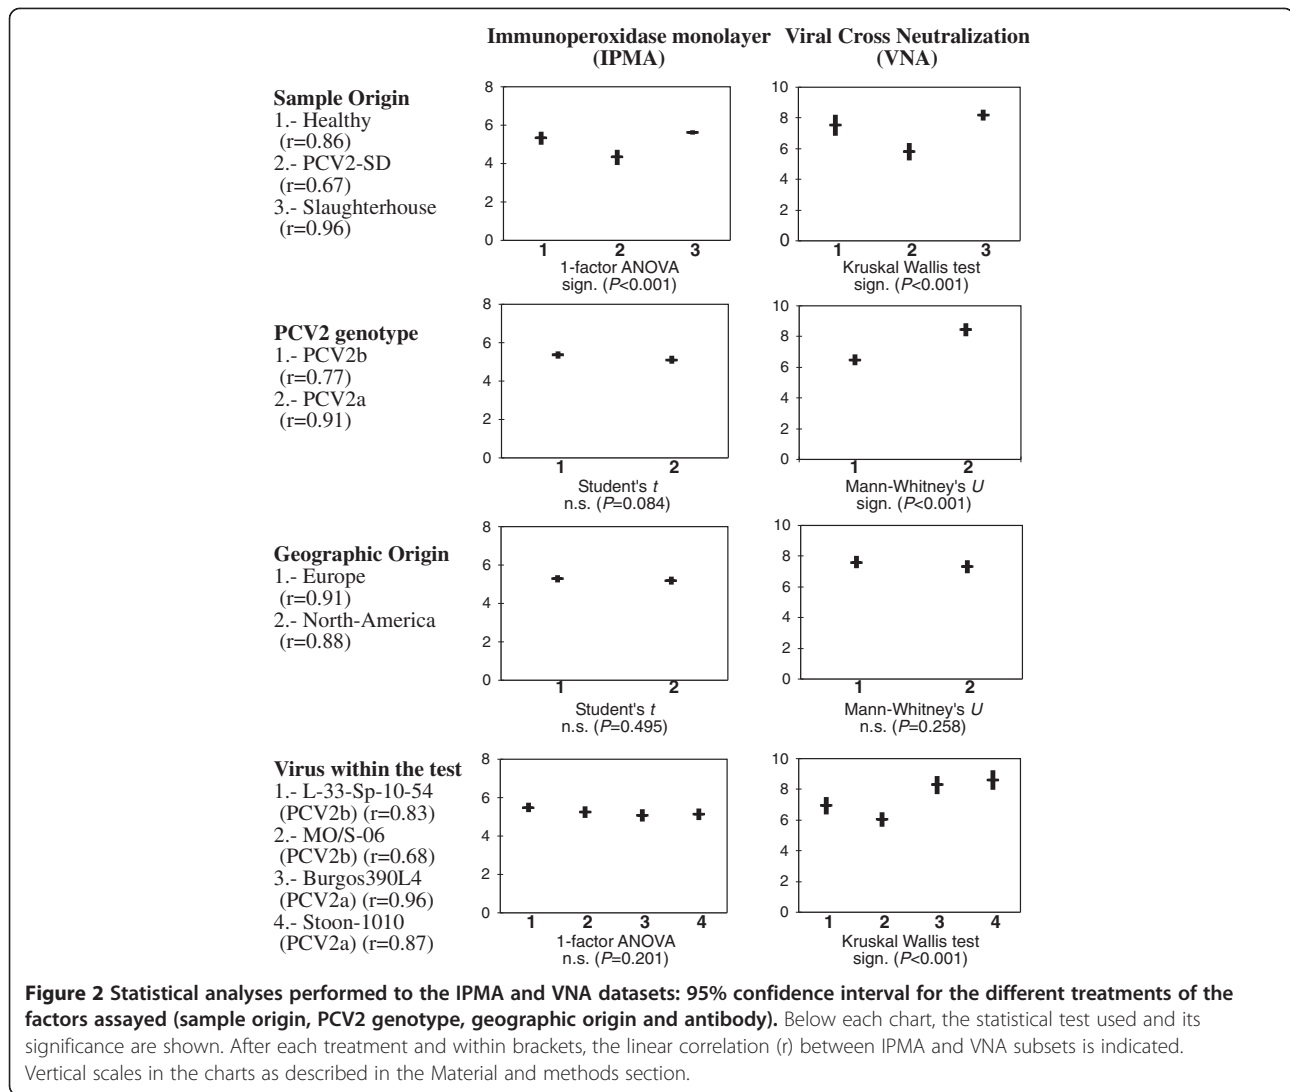 Immunoperoxidase monolayer
(IPMA)
Viral Cross Neutralization
(VNA)
Sample Origin
1.- Healthy
(r=0.86)
2.- PCV2-SD
(r=0.67)
3.- Slaughterhouse
(r=0.96)
8
6
4
2
0
1 2 3
1-factor ANOVA
sign. (P<0.001)
10
8
6
4
2
0
1 2 3
Kruskal Wallis test
sign. (P<0.001)
PCV2 genotype
1.- PCV2b
(r=0.77)
2.- PCV2a
(r=0.91)
8
6
4
2
0
1 2
Student's t
n.s. (P=0.084)
10
8
6
4
2
0
1 2
Mann-Whitney's U
sign. (P<0.001)
Geographic Origin
1.- Europe
(r=0.91)
2.- North-America
(r=0.88)
8
6
4
2
0
1 2
Student's t
n.s. (P=0.495)
10
8
6
4
2
0
1 2
Mann-Whitney's U
n.s. (P=0.258)
Virus within the test
1.- L-33-Sp-10-54
(PCV2b) (r=0.83)
2.- MO/S-06
(PCV2b) (r=0.68)
3.- Burgos390L4
(PCV2a) (r=0.96)
4.- Stoon-1010
(PCV2a) (r=0.87)
8
6
4
2
0
1 2 3 4
1-factor ANOVA
n.s. (P=0.201)
10
8
6
4
2
0
1 2 3 4
Kruskal Wallis test
sign. (P<0.001)
Figure 2 Statistical analyses performed to the IPMA and VNA datasets: 95% confidence interval for the different treatments of the
factors assayed (sample origin, PCV2 genotype, geographic origin and antibody). Below each chart, the statistical test used and its
significance are shown. After each treatment and within brackets, the linear correlation (r) between IPMA and VNA subsets is indicated.
Vertical scales in the charts as described in the Material and methods section.